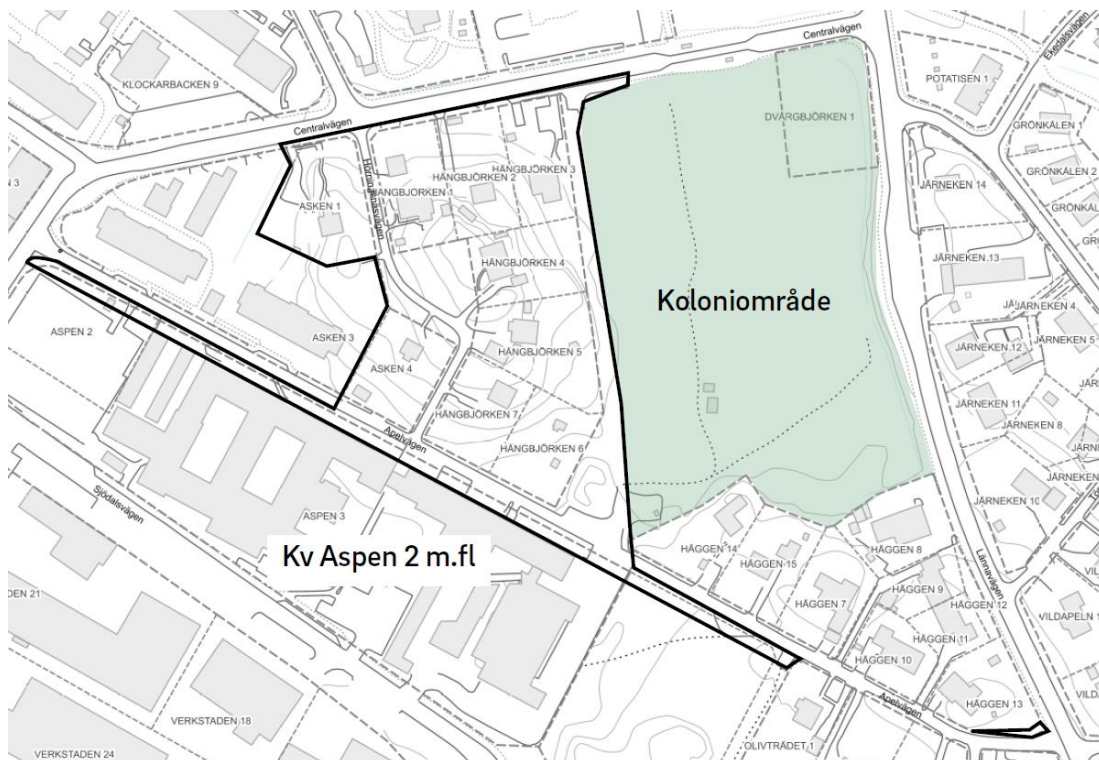 Centralvägen
Ekedalsvägen
KLOCKARBACKEN 9
POTATISEN 1
DVÄRGBJÖRKEN 1
GRÖNKÅLEN 1
Centralvägen
GRÖNKÅLEN 2
HÄNGBJÖRKEN 3
HÄNGBJÖRKEN 2
HÄNGBJÖRKEN 1
JÄRNEKEN 14
ASKEN 1
JÄRNEKEN 13
HÄNGBJÖRKEN 4
Koloniområde
JÄRNEKEN 4
ASPEN 2
ASKEN 3
JÄRNEKEN 5
JÄRNEKEN 12
HÄNGBJÖRKEN 5
ASKEN 4
JÄRNEKEN 11
HÄNGBJÖRKEN 7
JÄRNEKEN 8
Apelvägen
HÄNGBJÖRKEN 6
JÄRNEKEN 10
Sjödalsvägen
ASPEN 3
Kv Aspen 2 m.fl
HÄGGEN 14
HÄGGEN 8
HÄGGEN 15
Lännavägen
HÄGGEN 9
HÄGGEN 7
HÄGGEN 12
VILDAPELN 1
HÄGGEN 11
HÄGGEN 10
Apelvägen
HÄGGEN 13
VERKSTADEN 18
OLIVTRÄDET 1
VERKSTADEN 24